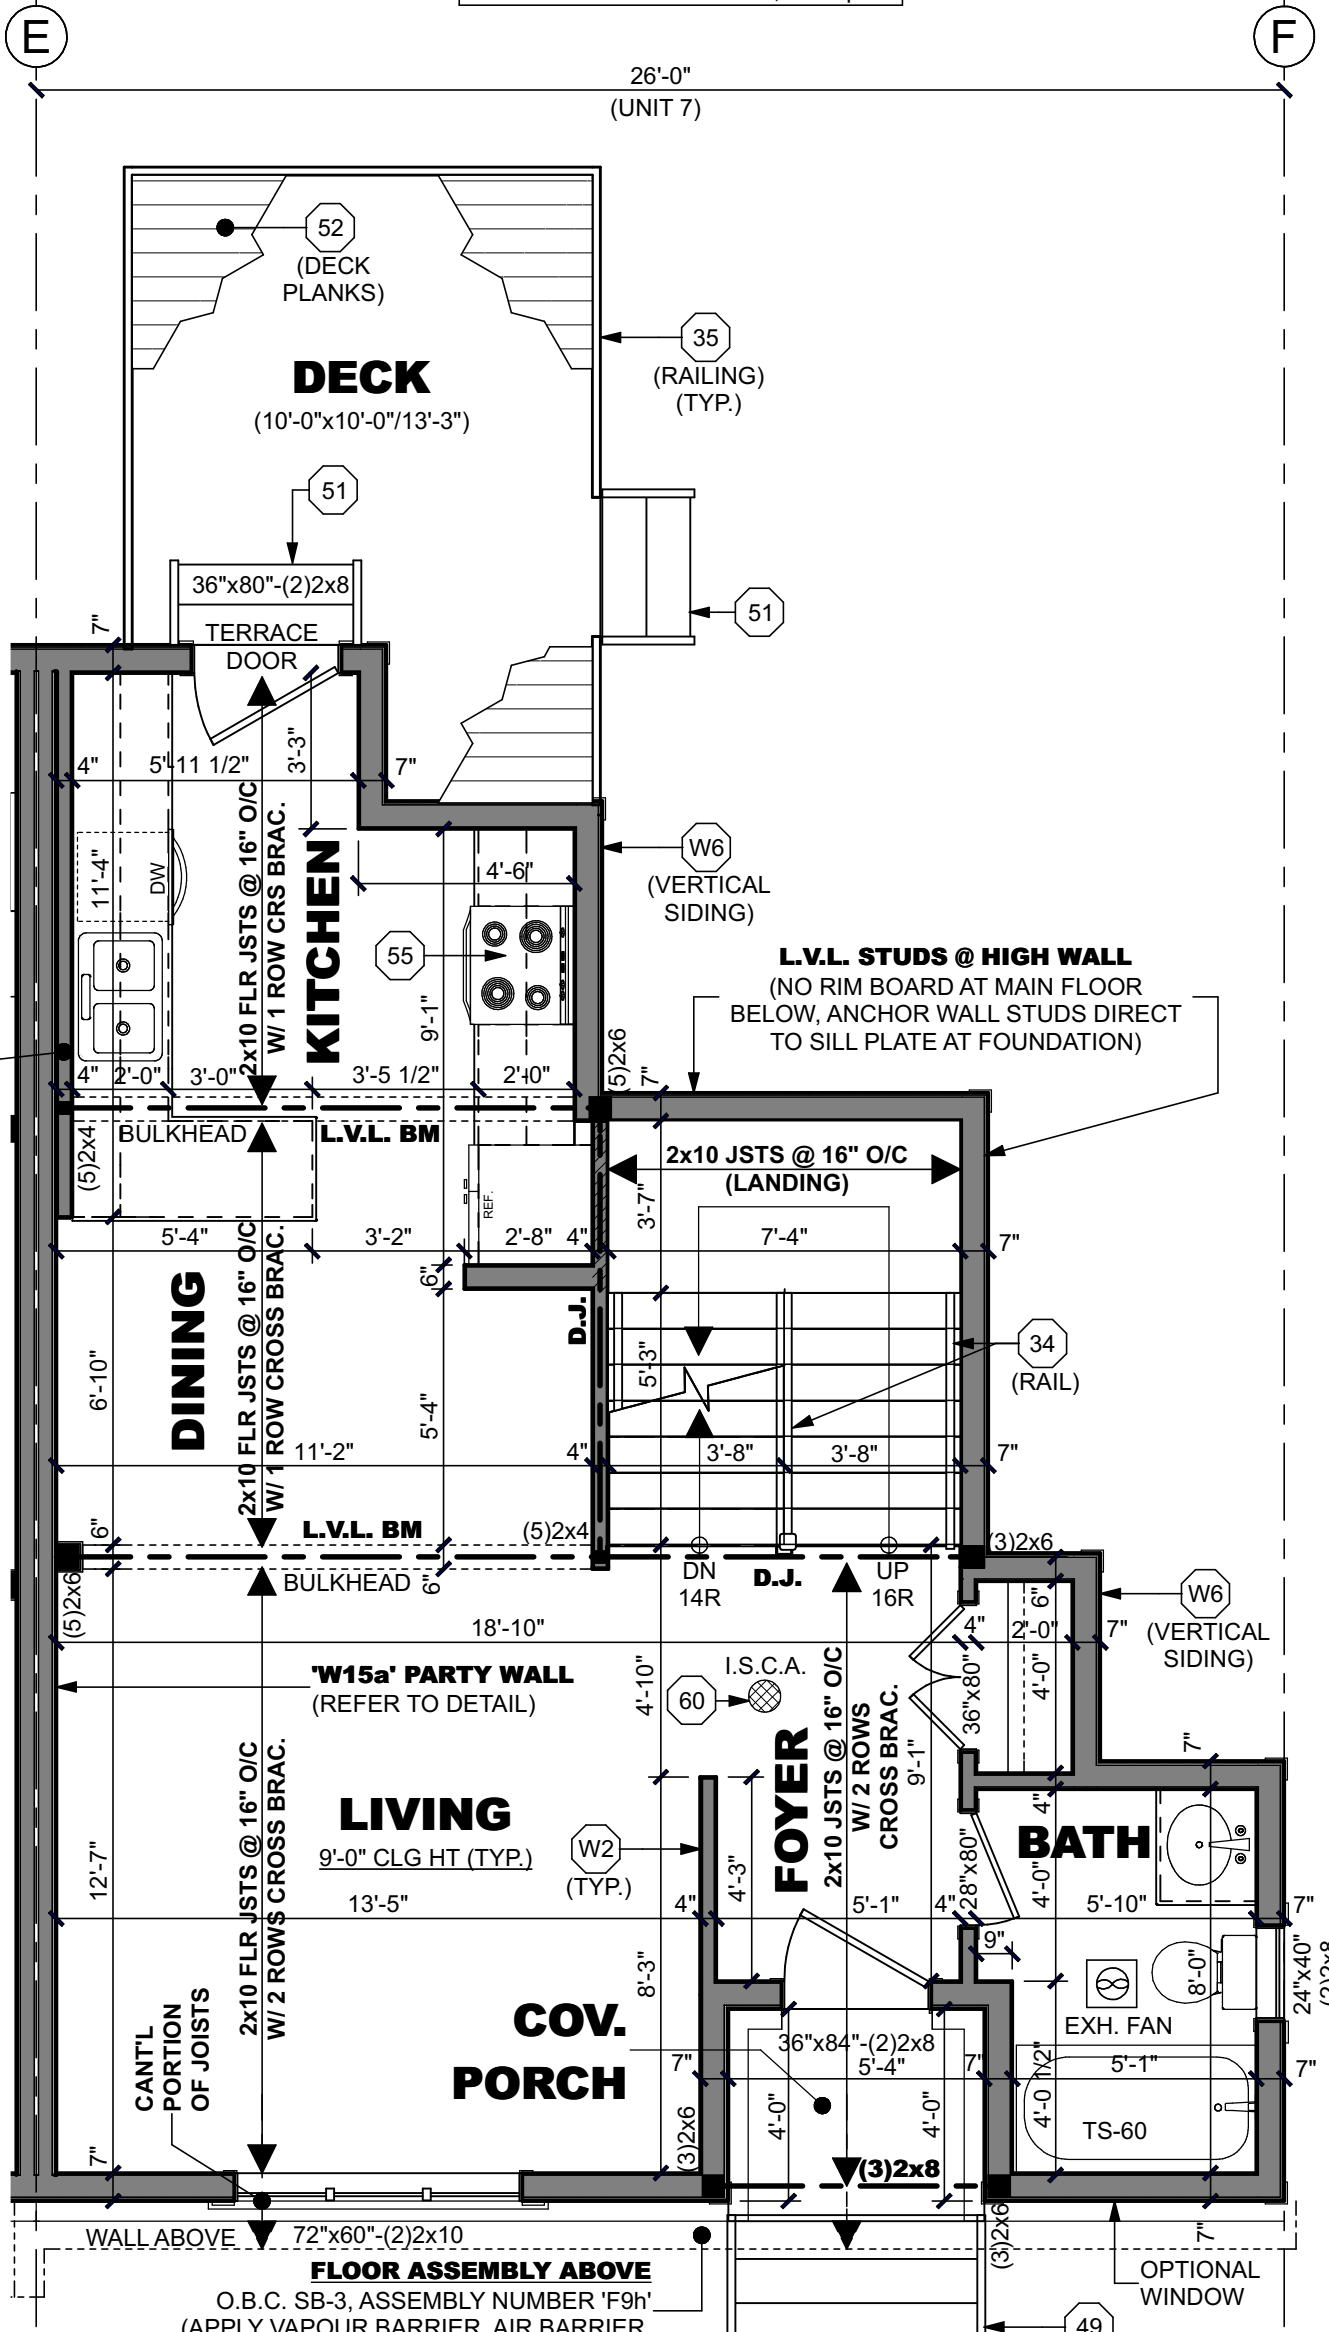 E
F
26'-0"
(UNIT 7)
52
(DECK
PLANKS)
35
(RAILING)
(TYP.)
DECK
(10'-0"x10'-0"/13'-3")
51
36"x80"-(2)2x8
51
7"
TERRACE
DOOR
3'-3"
4"
5'-11 1/2"
7"
2x10 FLR JSTS @ 16" O/C
W/ 1 ROW CRS BRAC.
KITCHEN
11'-4"
DW
4'-6"
W6
(VERTICAL
SIDING)
55
9'-1"
L.V.L. STUDS @ HIGH WALL
(NO RIM BOARD AT MAIN FLOOR
BELOW, ANCHOR WALL STUDS DIRECT
TO SILL PLATE AT FOUNDATION)
4"
2'-0"
3'-0"
3'-5 1/2"
2'-0"
(5)2x6
7"
BULKHEAD
L.V.L. BM
(5)2x4
2x10 JSTS @ 16" O/C
(LANDING)
3'-7"
REF.
5'-4"
3'-2"
2'-8"
4"
7'-4"
7"
6"
DINING
2x10 FLR JSTS @ 16" O/C
W/ 1 ROW CROSS BRAC.
D.J.
34
(RAIL)
5'-3"
6'-10"
5'-4"
11'-2"
4"
3'-8"
3'-8"
7"
6"
L.V.L. BM
(5)2x4
(3)2x6
(5)2x6
BULKHEAD
6"
DN
14R
D.J.
UP
16R
6"
W6
(VERTICAL
SIDING)
18'-10"
4"
2'-0"
7"
'W15a' PARTY WALL
(REFER TO DETAIL)
4'-10"
I.S.C.A.
60
36"x80"
4'-0"
FOYER
2x10 JSTS @ 16" O/C
W/ 2 ROWS
CROSS BRAC.
9'-1"
7"
2x10 FLR JSTS @ 16" O/C
W/ 2 ROWS CROSS BRAC.
LIVING
9'-0" CLG HT (TYP.)
W2
(TYP.)
4'-3"
4"
BATH
28"x80"
4'-0"
12'-7"
13'-5"
4"
5'-1"
4"
5'-10"
7"
9"
8'-3"
8'-0"
24"x40"
(2)2x8
EXH. FAN
CANT'L
PORTION
OF JOISTS
COV.
PORCH
36"x84"-(2)2x8
7"
5'-4"
7"
5'-1"
7"
4'-0 1/2"
4'-0"
4'-0"
TS-60
7"
(3)2x6
(3)2x8
(3)2x6
7"
WALL ABOVE
72"x60"-(2)2x10
FLOOR ASSEMBLY ABOVE
OPTIONAL
WINDOW
O.B.C. SB-3, ASSEMBLY NUMBER 'F9h'
(APPLY VAPOUR BARRIER, AIR BARRIER
49